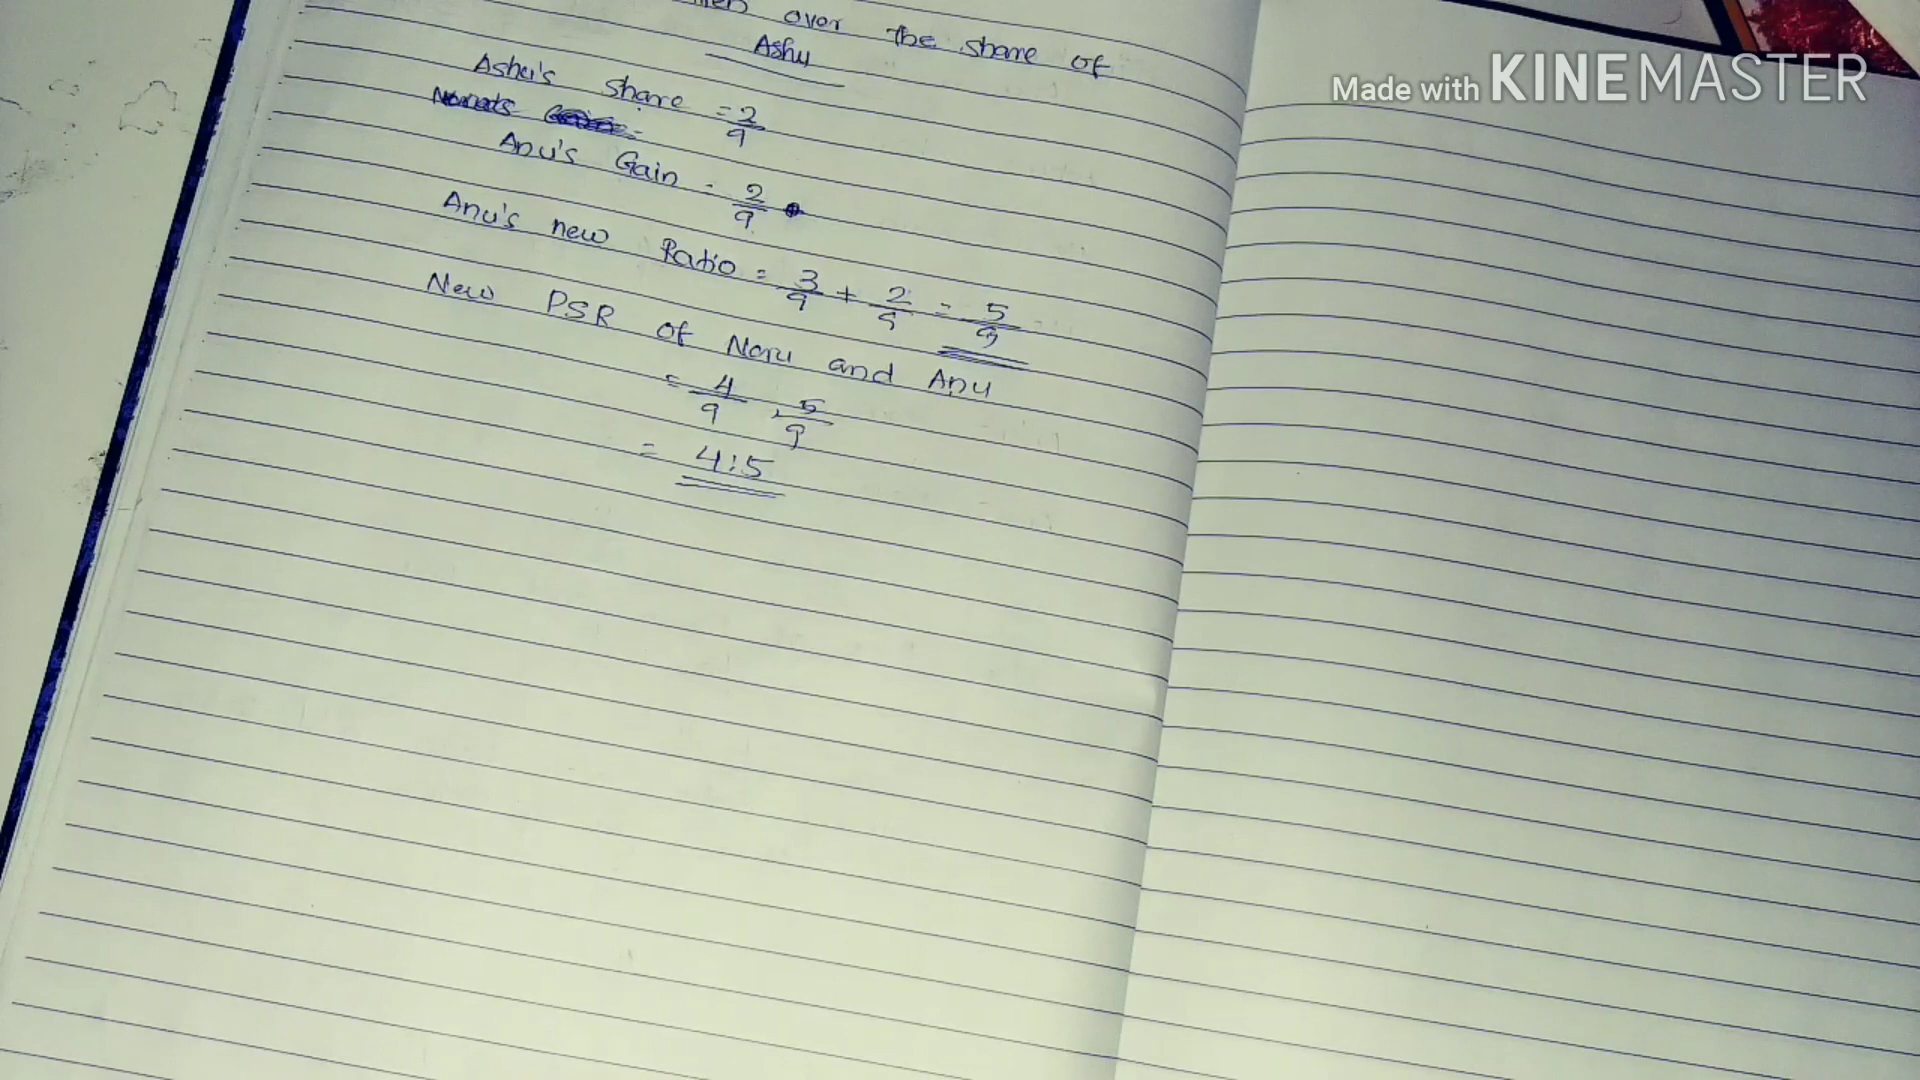 over the share of
Ashu
Made with KINEMASTER
Ashu's share = 2/9
Anu's Gain = 2/9
Anu's new Ratio = 3/9 + 2/9 = 5/9
New PSR of Naru and Anu
= 4/9, 5/9
= 4:5